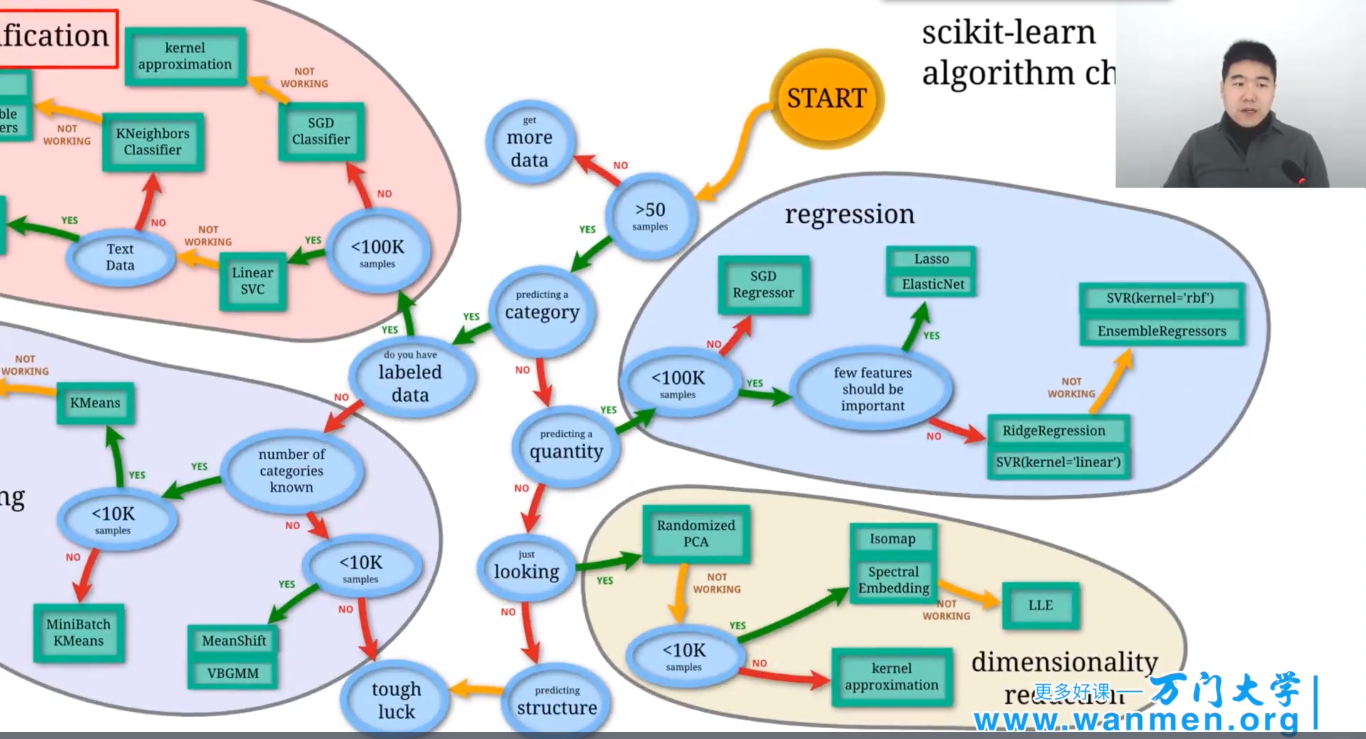 ification
kernel
approximation
NOT
WORKING
SGD
Classifier
ble
ers
NOT
WORKING
KNeighbors
Classifier
NO
YES
NO
Text
Data
NOT
WORKING
Linear
SVC
YES
<100K
samples
YES
scikit-learn
algorithm ch
START
get
more
data
NO
>50
samples
YES
predicting a
category
YES
NO
do you have
labeled
data
NO
predicting a
quantity
YES
NO
just
looking
YES
NO
predicting
structure
tough
luck
regression
SGD
Regressor
Lasso
ElasticNet
SVR(kernel='rbf')
EnsembleRegressors
NO
YES
<100K
samples
YES
few features
should be
important
NOT
WORKING
NO
RidgeRegression
SVR(kernel='linear')
NOT
WORKING
KMeans
YES
ng
<10K
samples
NO
MiniBatch
KMeans
number of
categories
known
YES
NO
<10K
samples
YES
NO
MeanShift
VBGMM
Randomized
PCA
NOT
WORKING
<10K
samples
YES
NO
Isomap
Spectral
Embedding
NOT
WORKING
LLE
kernel
approximation
dimensionality
reduction
更多好课 — 万门大学
www.wanmen.org